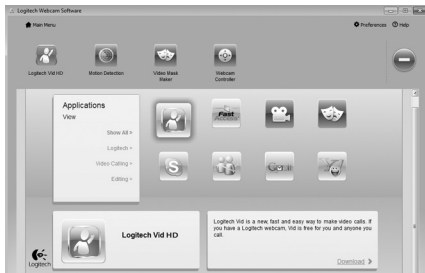 Logitech Webcam Software
Main Menu
Preferences
Help
Logitech Vid HD
Motion Detection
Video Mask
Maker
Webcam
Controller
Applications
View
Show All >
Logitech >
Video Calling >
Editing >
Fast
Access
S
Logitech Vid HD
Logitech Vid is a new, fast and easy way to make video calls. If
you have a Logitech webcam, Vid is free for you and anyone you
call.
Logitech
Download >